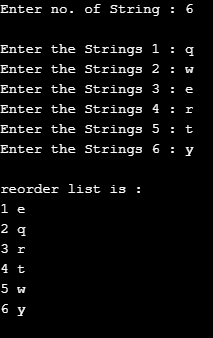 Enter no. of String : 6
Enter the Strings 1 : q
Enter the Strings 2 : w
Enter the Strings 3 : e
Enter the Strings 4 : r
Enter the Strings 5 : t
Enter the Strings 6 : y
reorder list is :
1 e
2 q
3 r
4 t
5 w
6 y